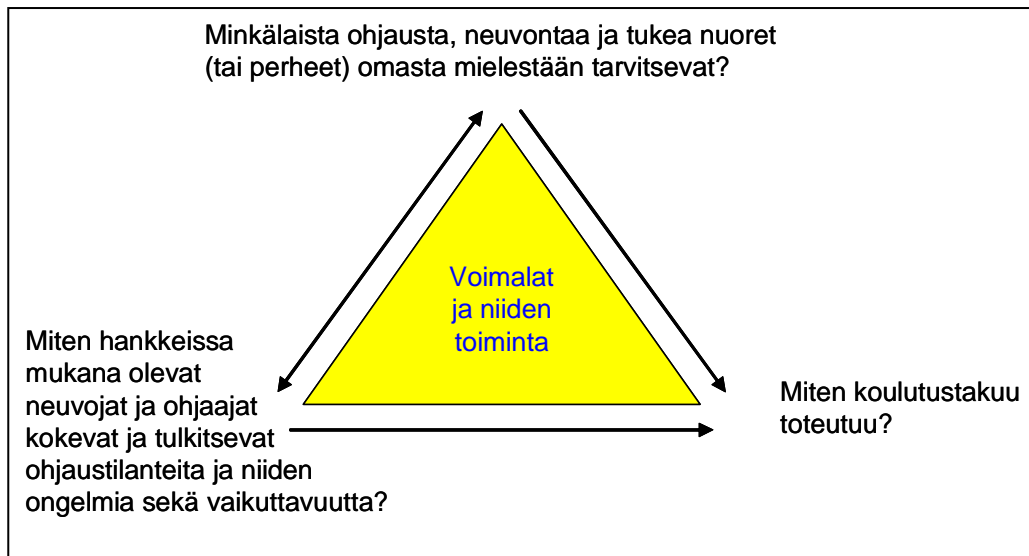 Minkälaista ohjausta, neuvontaa ja tukea nuoret
(tai perheet) omasta mielestään tarvitsevat?
Voimalat
ja niiden
toiminta
Miten hankkeissa
mukana olevat
neuvojat ja ohjaajat
kokevat ja tulkitsevat
ohjaustilanteita ja niiden
ongelmia sekä vaikuttavuutta?
Miten koulutustakuu
toteutuu?